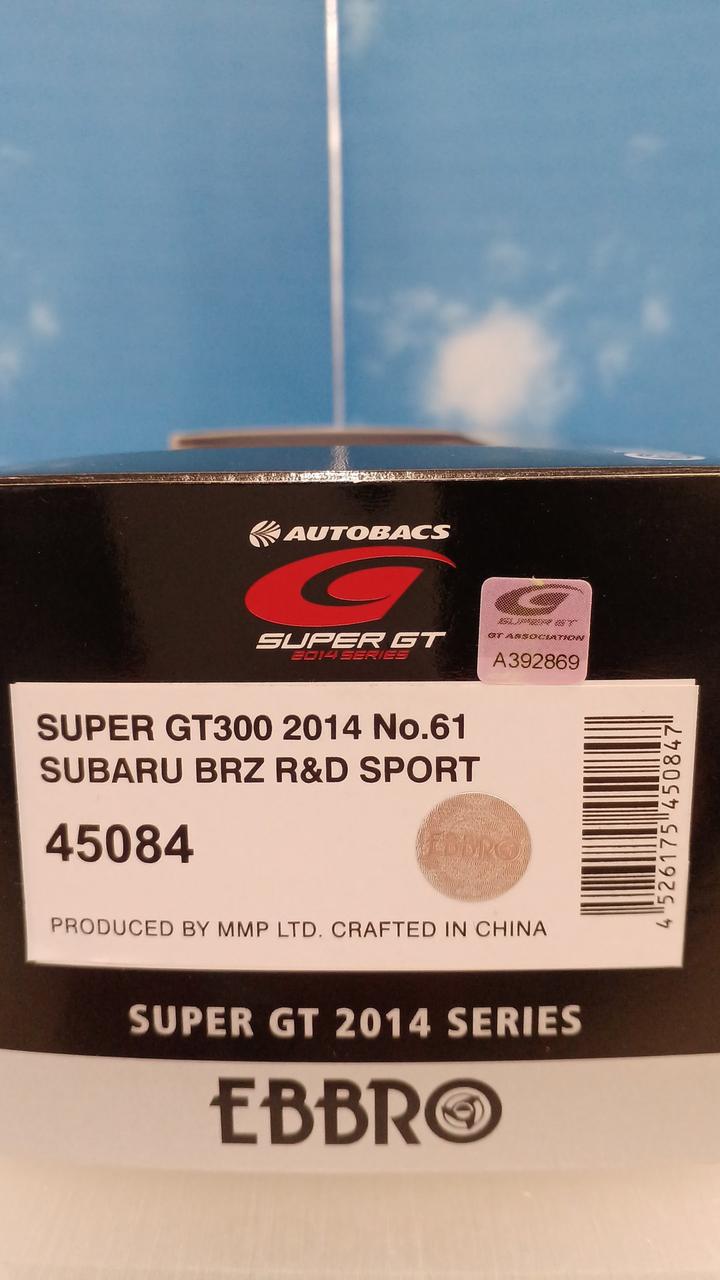 AUTOBACS
SUPER GT
2014 SERIES
SUPER GT
GT ASSOCIATION
A392869
SUPER GT300 2014 No.61
SUBARU BRZ R&D SPORT
45084
EBBRO
4 526175 450847
PRODUCED BY MMP LTD. CRAFTED IN CHINA
SUPER GT 2014 SERIES
EBBRO